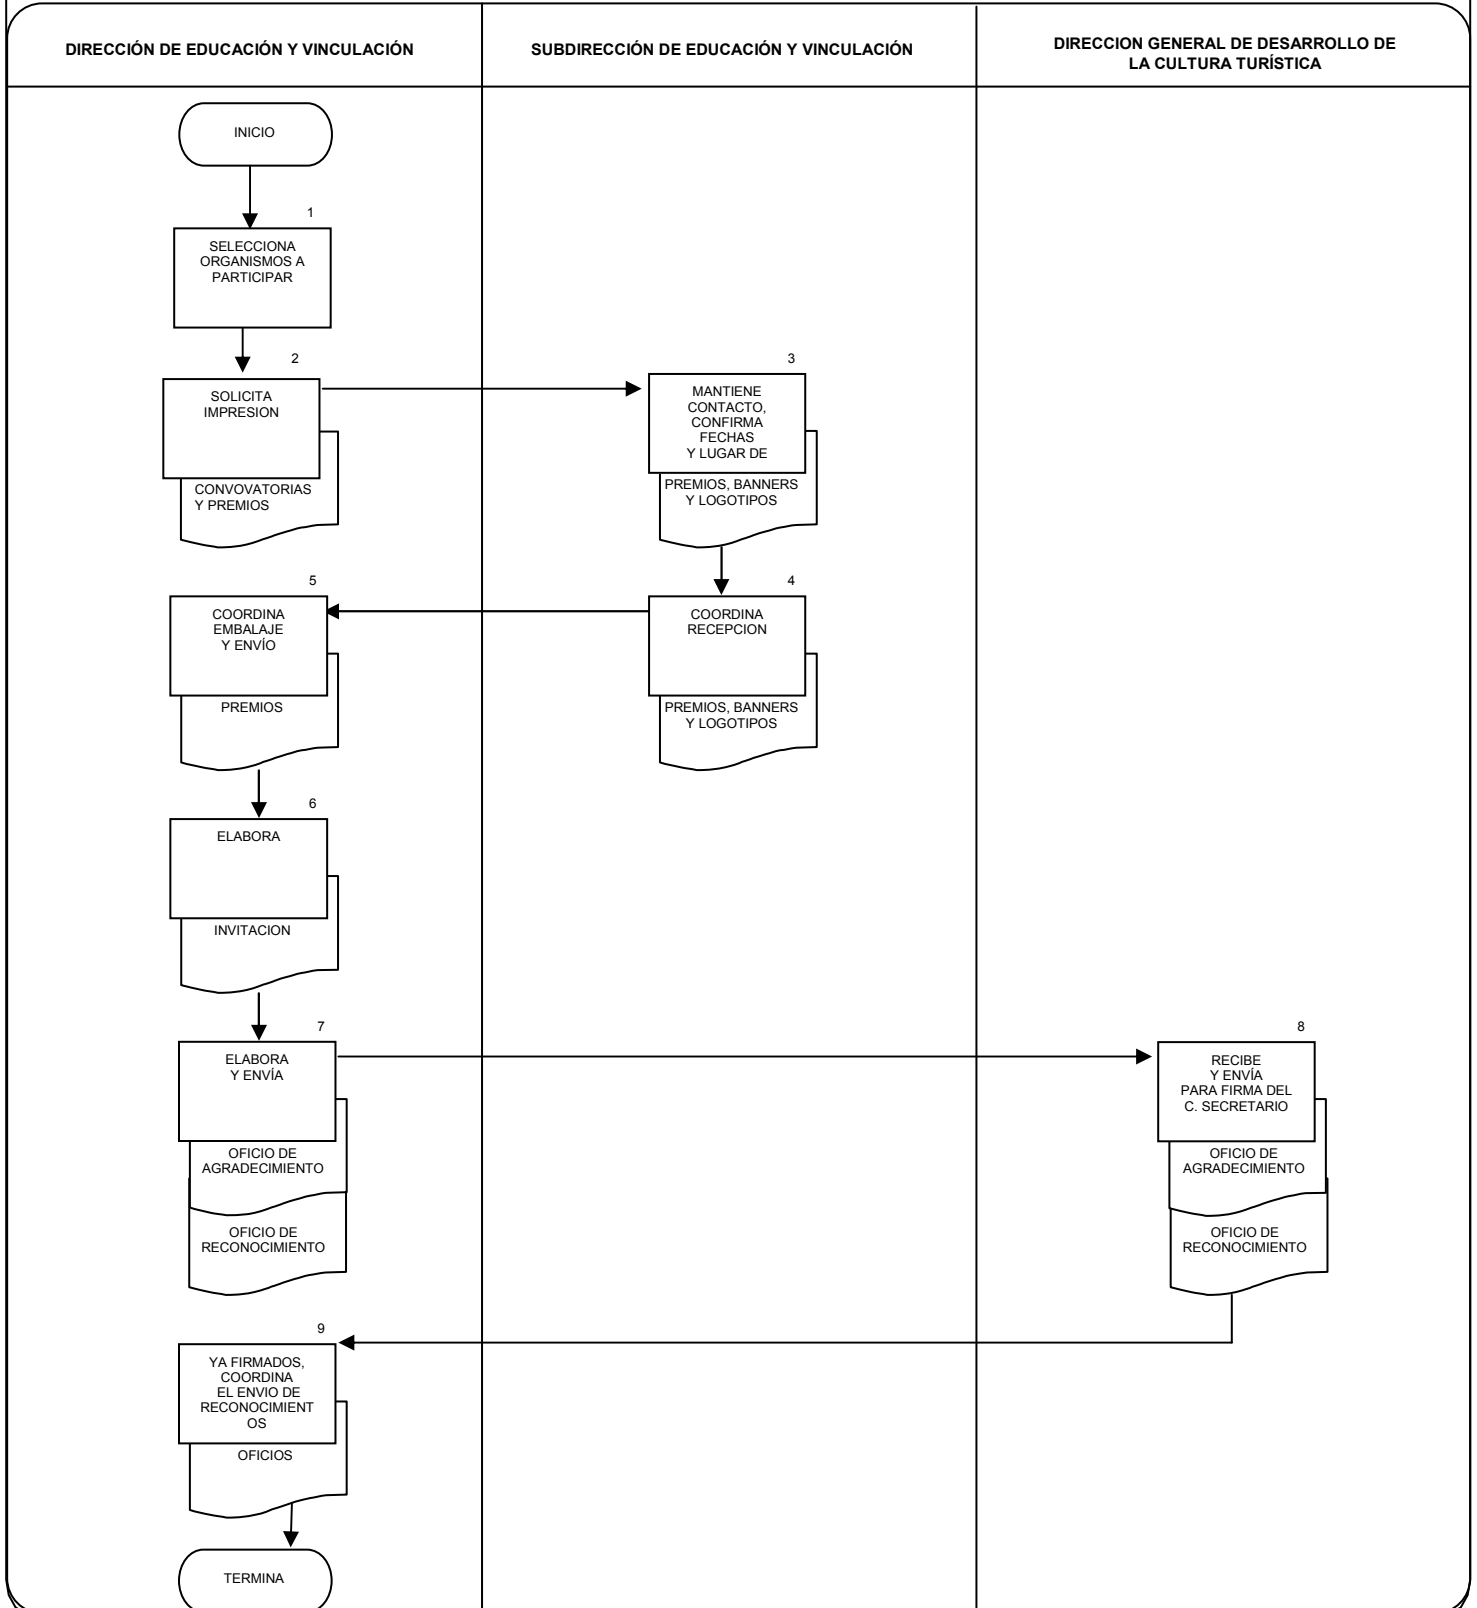 DIRECCIÓN DE EDUCACIÓN Y VINCULACIÓN
SUBDIRECCIÓN DE EDUCACIÓN Y VINCULACIÓN
DIRECCION GENERAL DE DESARROLLO DE
LA CULTURA TURÍSTICA
INICIO
1
SELECCIONA
ORGANISMOS A
PARTICIPAR
2
SOLICITA
IMPRESION
CONVOVATORIAS
Y PREMIOS
3
MANTIENE
CONTACTO,
CONFIRMA
FECHAS
Y LUGAR DE
PREMIOS, BANNERS
Y LOGOTIPOS
4
COORDINA
RECEPCION
PREMIOS, BANNERS
Y LOGOTIPOS
5
COORDINA
EMBALAJE
Y ENVÍO
PREMIOS
6
ELABORA
INVITACION
7
ELABORA
Y ENVÍA
OFICIO DE
AGRADECIMIENTO
OFICIO DE
RECONOCIMIENTO
8
RECIBE
Y ENVÍA
PARA FIRMA DEL
C. SECRETARIO
OFICIO DE
AGRADECIMIENTO
OFICIO DE
RECONOCIMIENTO
9
YA FIRMADOS,
COORDINA
EL ENVIO DE
RECONOCIMIENT
OS
OFICIOS
TERMINA